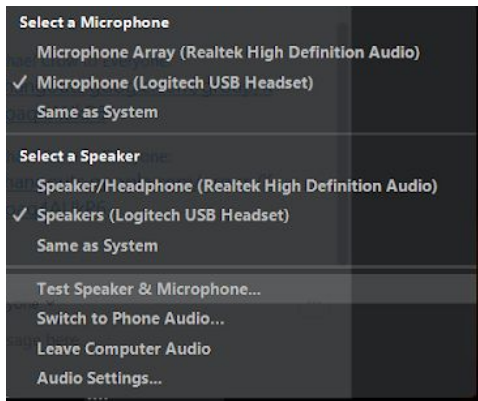 Select a Microphone
Microphone Array (Realtek High Definition Audio)
✓ Microphone (Logitech USB Headset)
Same as System
Select a Speaker
Speaker/Headphone (Realtek High Definition Audio)
✓ Speakers (Logitech USB Headset)
Same as System
Test Speaker & Microphone...
Switch to Phone Audio...
Leave Computer Audio
Audio Settings...